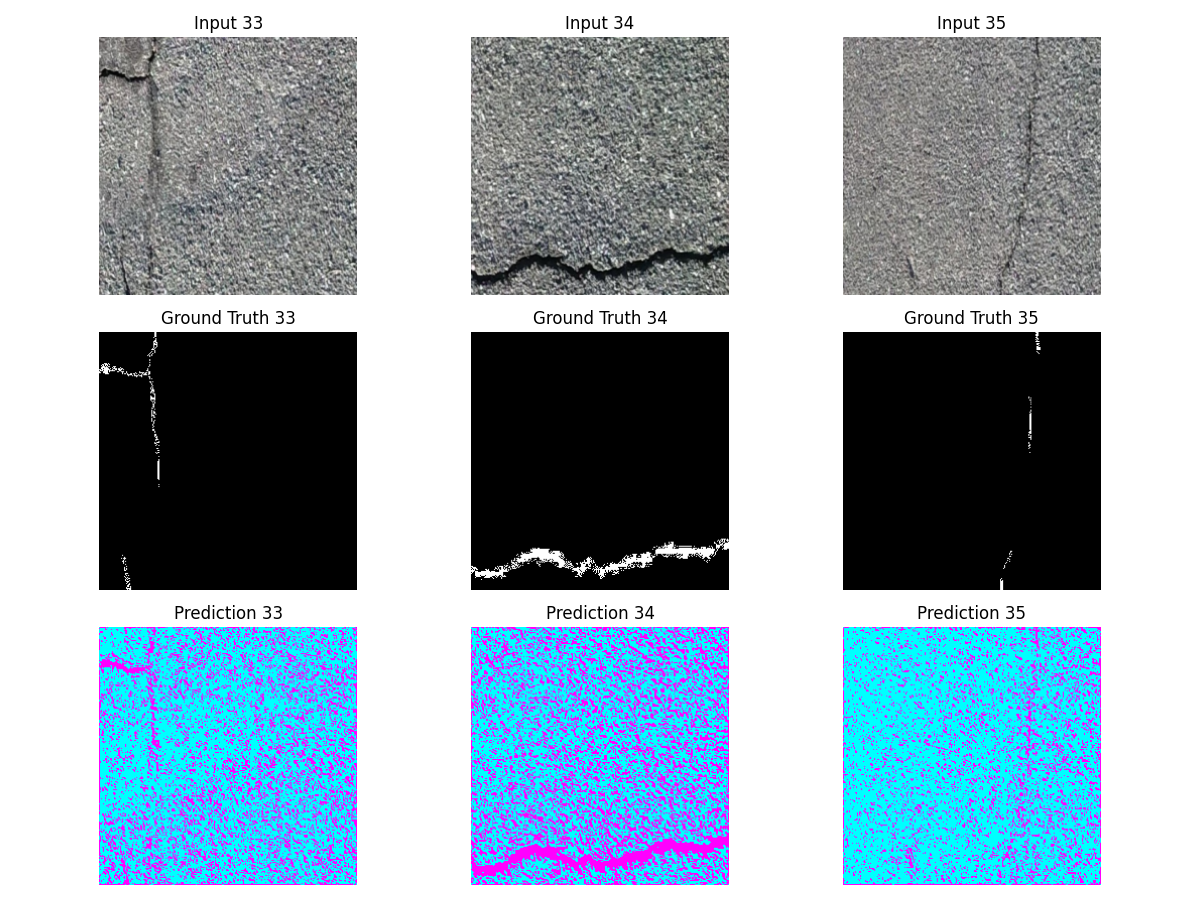 Input 33
Input 34
Input 35
Ground Truth 33
Ground Truth 34
Ground Truth 35
Prediction 33
Prediction 34
Prediction 35